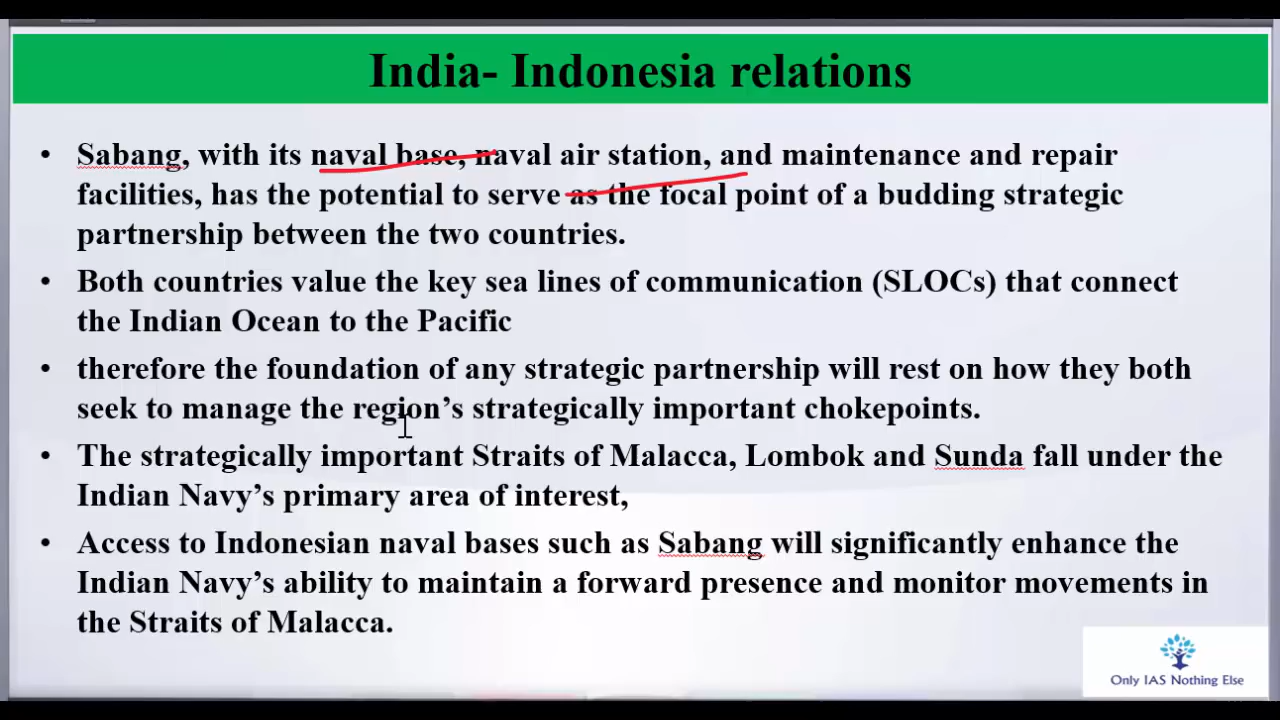 India- Indonesia relations
• Sabang, with its naval base, naval air station, and maintenance and repair
facilities, has the potential to serve as the focal point of a budding strategic
partnership between the two countries.
• Both countries value the key sea lines of communication (SLOCs) that connect
the Indian Ocean to the Pacific
• therefore the foundation of any strategic partnership will rest on how they both
seek to manage the region’s strategically important chokepoints.
• The strategically important Straits of Malacca, Lombok and Sunda fall under the
Indian Navy’s primary area of interest,
• Access to Indonesian naval bases such as Sabang will significantly enhance the
Indian Navy’s ability to maintain a forward presence and monitor movements in
the Straits of Malacca.
Only IAS Nothing Else